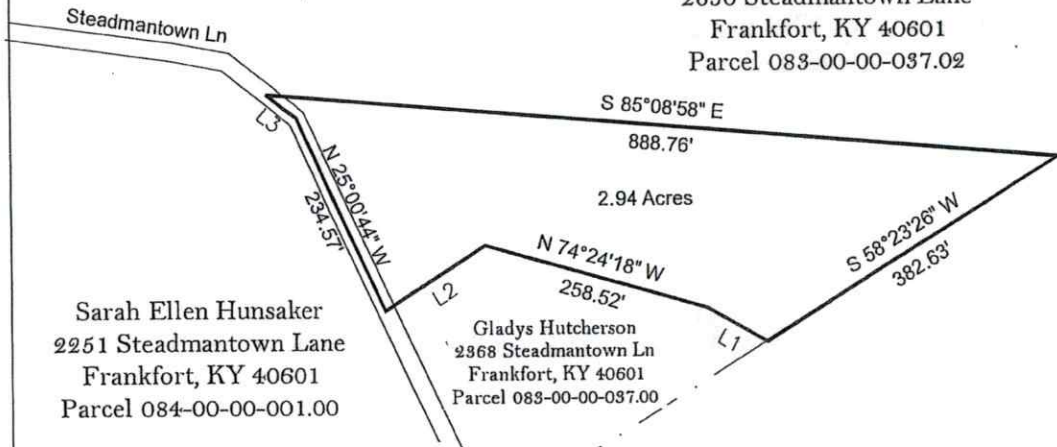 2690 Steadmantown Lane
Frankfort, KY 40601
Parcel 083-00-00-037.02
Steadmantown Ln
S 85°08'58" E
888.76'
L3
N 25°00'44" W
234.57'
2.94 Acres
S 58°23'26" W
382.63'
N 74°24'18" W
258.52'
L2
L1
Sarah Ellen Hunsaker
2251 Steadmantown Lane
Frankfort, KY 40601
Parcel 084-00-00-001.00
Gladys Hutcherson
2368 Steadmantown Ln
Frankfort, KY 40601
Parcel 083-00-00-037.00